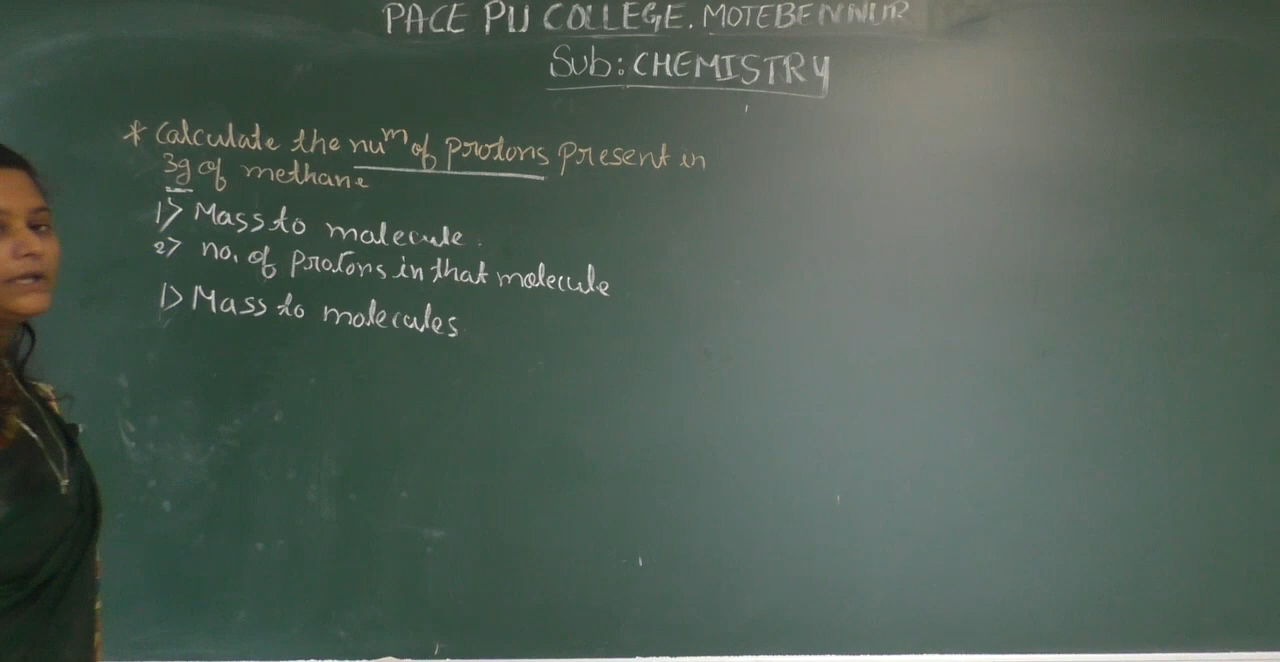 PACE PU COLLEGE. MOTEBENNUR
Sub: CHEMISTRY
* Calculate the num of protons present in
3g of methane
1> Mass to malecule.
2> no. of protons in that molecule
1> Mass to molecules